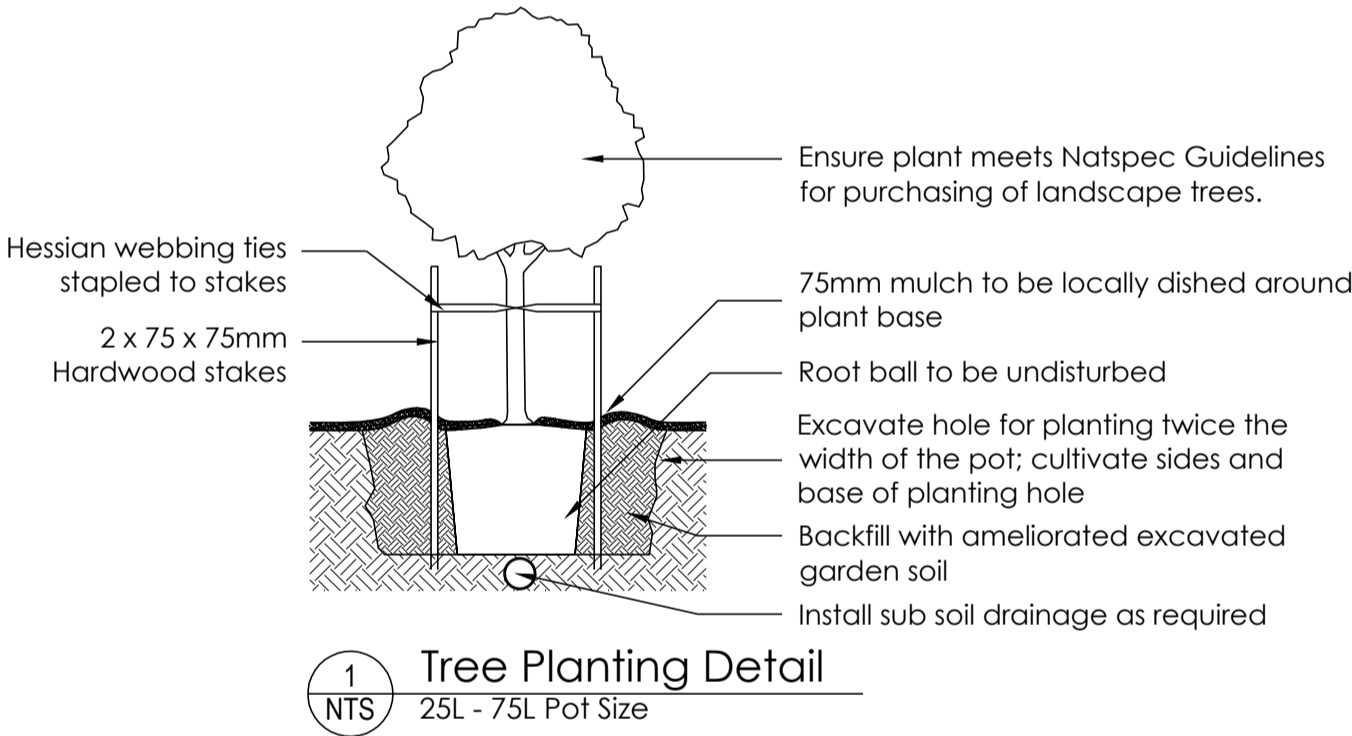 Ensure plant meets Natspec Guidelines
for purchasing of landscape trees.
Hessian webbing ties
stapled to stakes
2 x 75 x 75mm
Hardwood stakes
75mm mulch to be locally dished around
plant base
Root ball to be undisturbed
Excavate hole for planting twice the
width of the pot; cultivate sides and
base of planting hole
Backfill with ameliorated excavated
garden soil
Install sub soil drainage as required
1
NTS
Tree Planting Detail
25L - 75L Pot Size